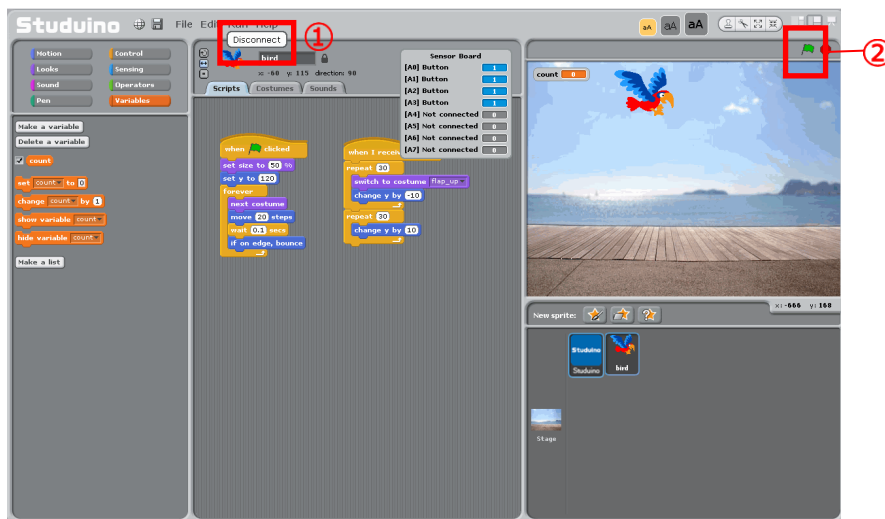 Studuino File Edit Run Help
Disconnect
①
②
aA aA aA
Motion Control
Looks Sensing
Sound Operators
Pen Variables
bird
x: -60 y: 115 direction: 90
Scripts Costumes Sounds
Sensor Board
[A0] Button 1
[A1] Button 1
[A2] Button 1
[A3] Button 1
[A4] Not connected 0
[A5] Not connected 0
[A6] Not connected 0
[A7] Not connected 0
count 0
Make a variable
Delete a variable
count
set count to 0
change count by 1
show variable count
hide variable count
Make a list
when clicked
set size to 50 %
set y to 120
forever
next costume
move 20 steps
wait 0.1 secs
if on edge, bounce
when I receiv
repeat 30
switch to costume flap_up
change y by -10
repeat 30
change y by 10
x: -666 y: 168
New sprite:
Studuino
Studuino
bird
Stage